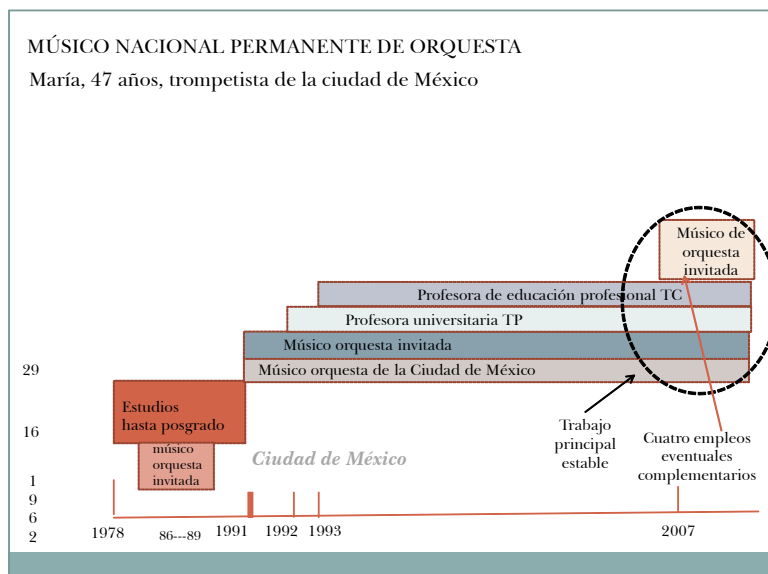 MÚSICO NACIONAL PERMANENTE DE ORQUESTA
María, 47 años, trompetista de la ciudad de México
Músico de
orquesta
invitada
Profesora de educación profesional TC
Profesora universitaria TP
Músico orquesta invitada
Músico orquesta de la Ciudad de México
29
Estudios
hasta posgrado
16
músico
orquesta
invitada
Ciudad de México
Trabajo
principal
estable
Cuatro empleos
eventuales
complementarios
1
9
6
2
1978
86---89
1991
1992
1993
2007